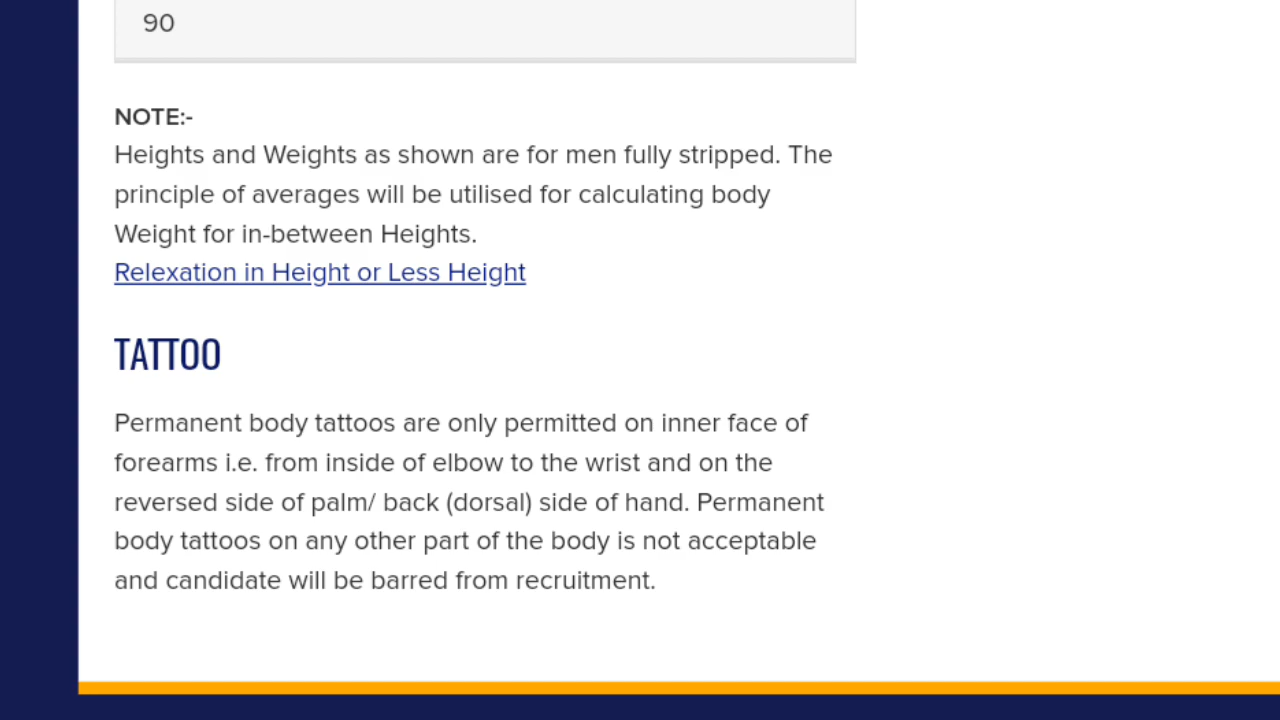 90
NOTE:-
Heights and Weights as shown are for men fully stripped. The
principle of averages will be utilised for calculating body
Weight for in-between Heights.
Relexation in Height or Less Height
TATTOO
Permanent body tattoos are only permitted on inner face of
forearms i.e. from inside of elbow to the wrist and on the
reversed side of palm/ back (dorsal) side of hand. Permanent
body tattoos on any other part of the body is not acceptable
and candidate will be barred from recruitment.